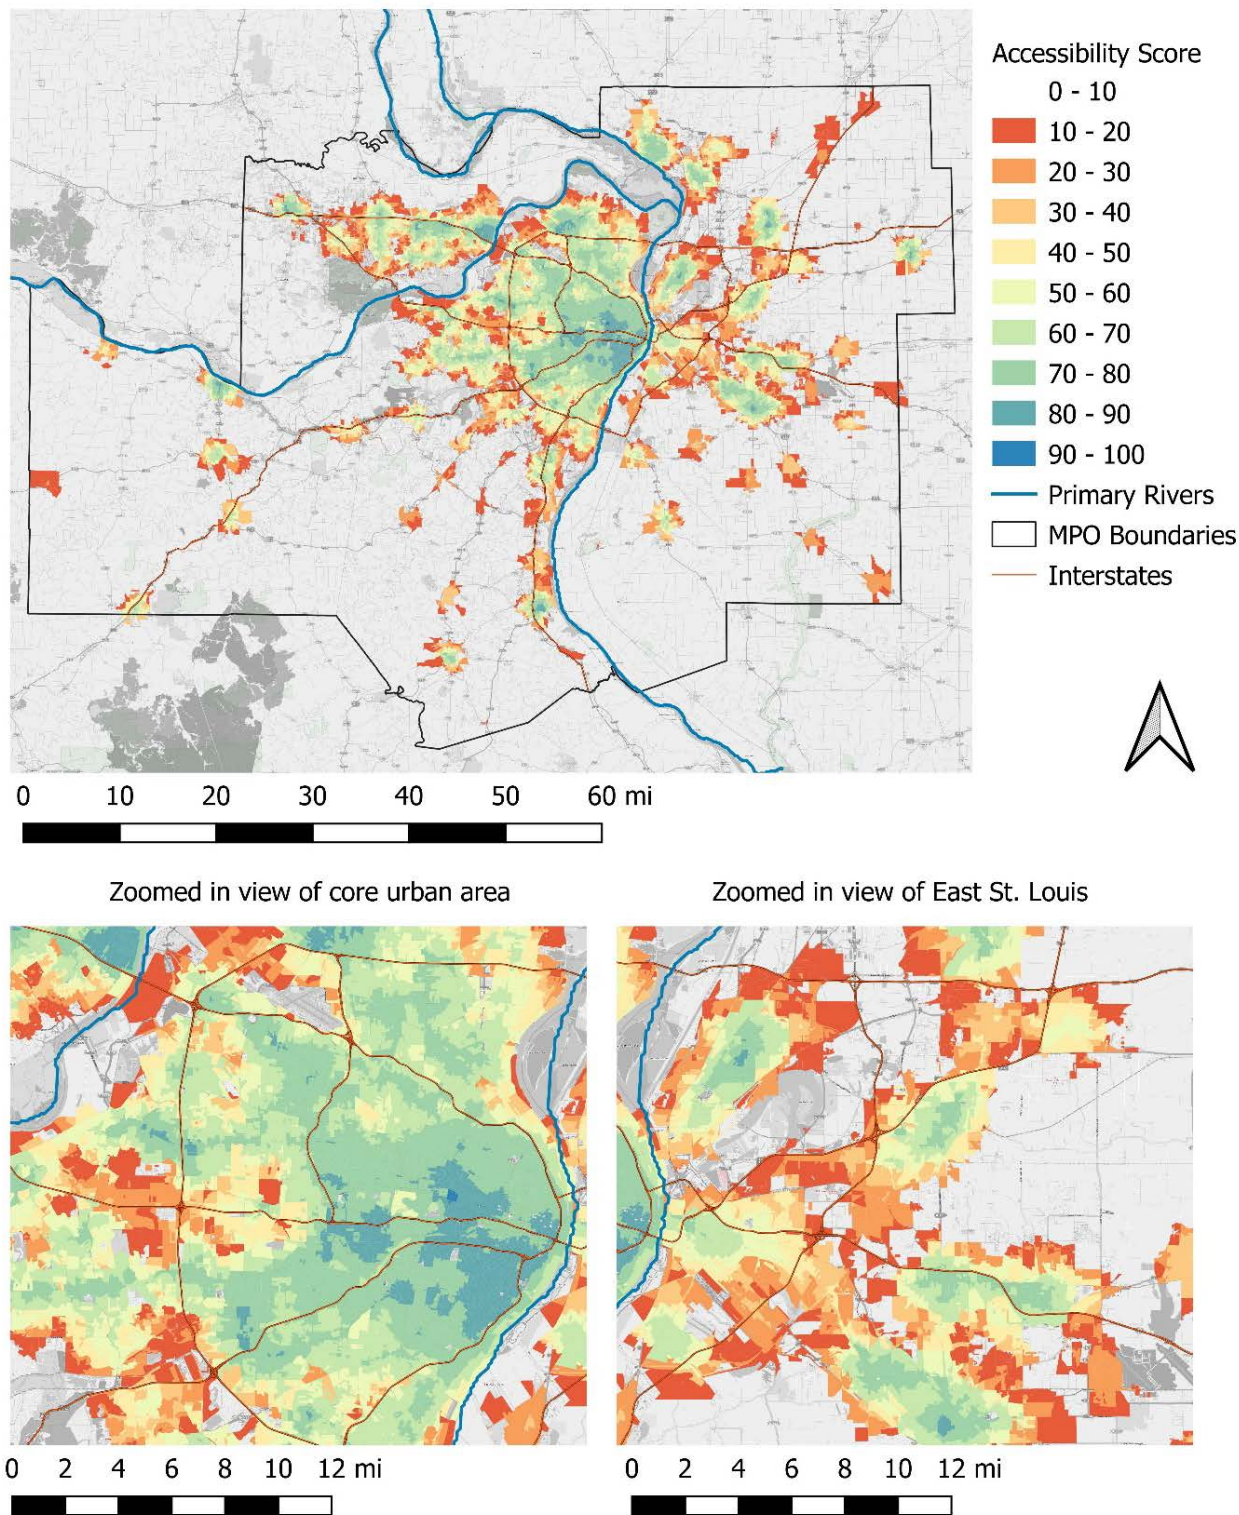 Accessibility Score
0 - 10
10 - 20
20 - 30
30 - 40
40 - 50
50 - 60
60 - 70
70 - 80
80 - 90
90 - 100
Primary Rivers
MPO Boundaries
Interstates
0 10 20 30 40 50 60 mi
Zoomed in view of core urban area
Zoomed in view of East St. Louis
0 2 4 6 8 10 12 mi
0 2 4 6 8 10 12 mi